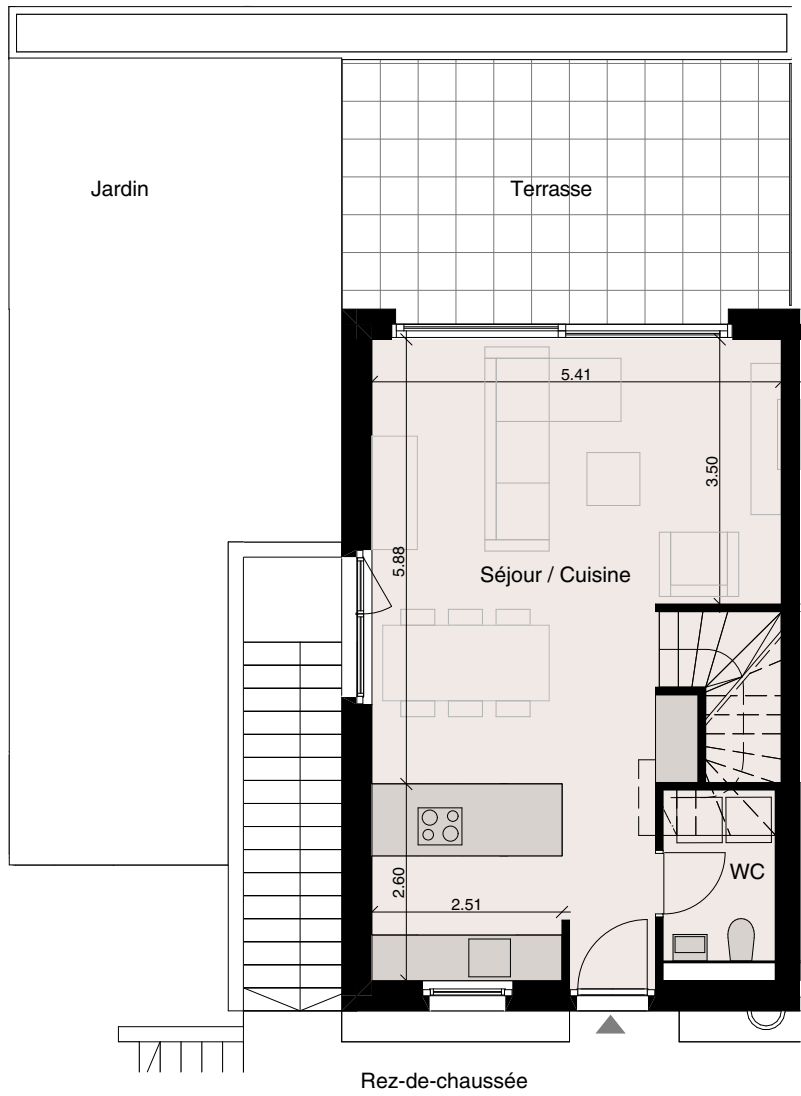 Jardin
Terrasse
5.41
3.50
5.88
Séjour / Cuisine
2.60
2.51
WC
Rez-de-chaussée